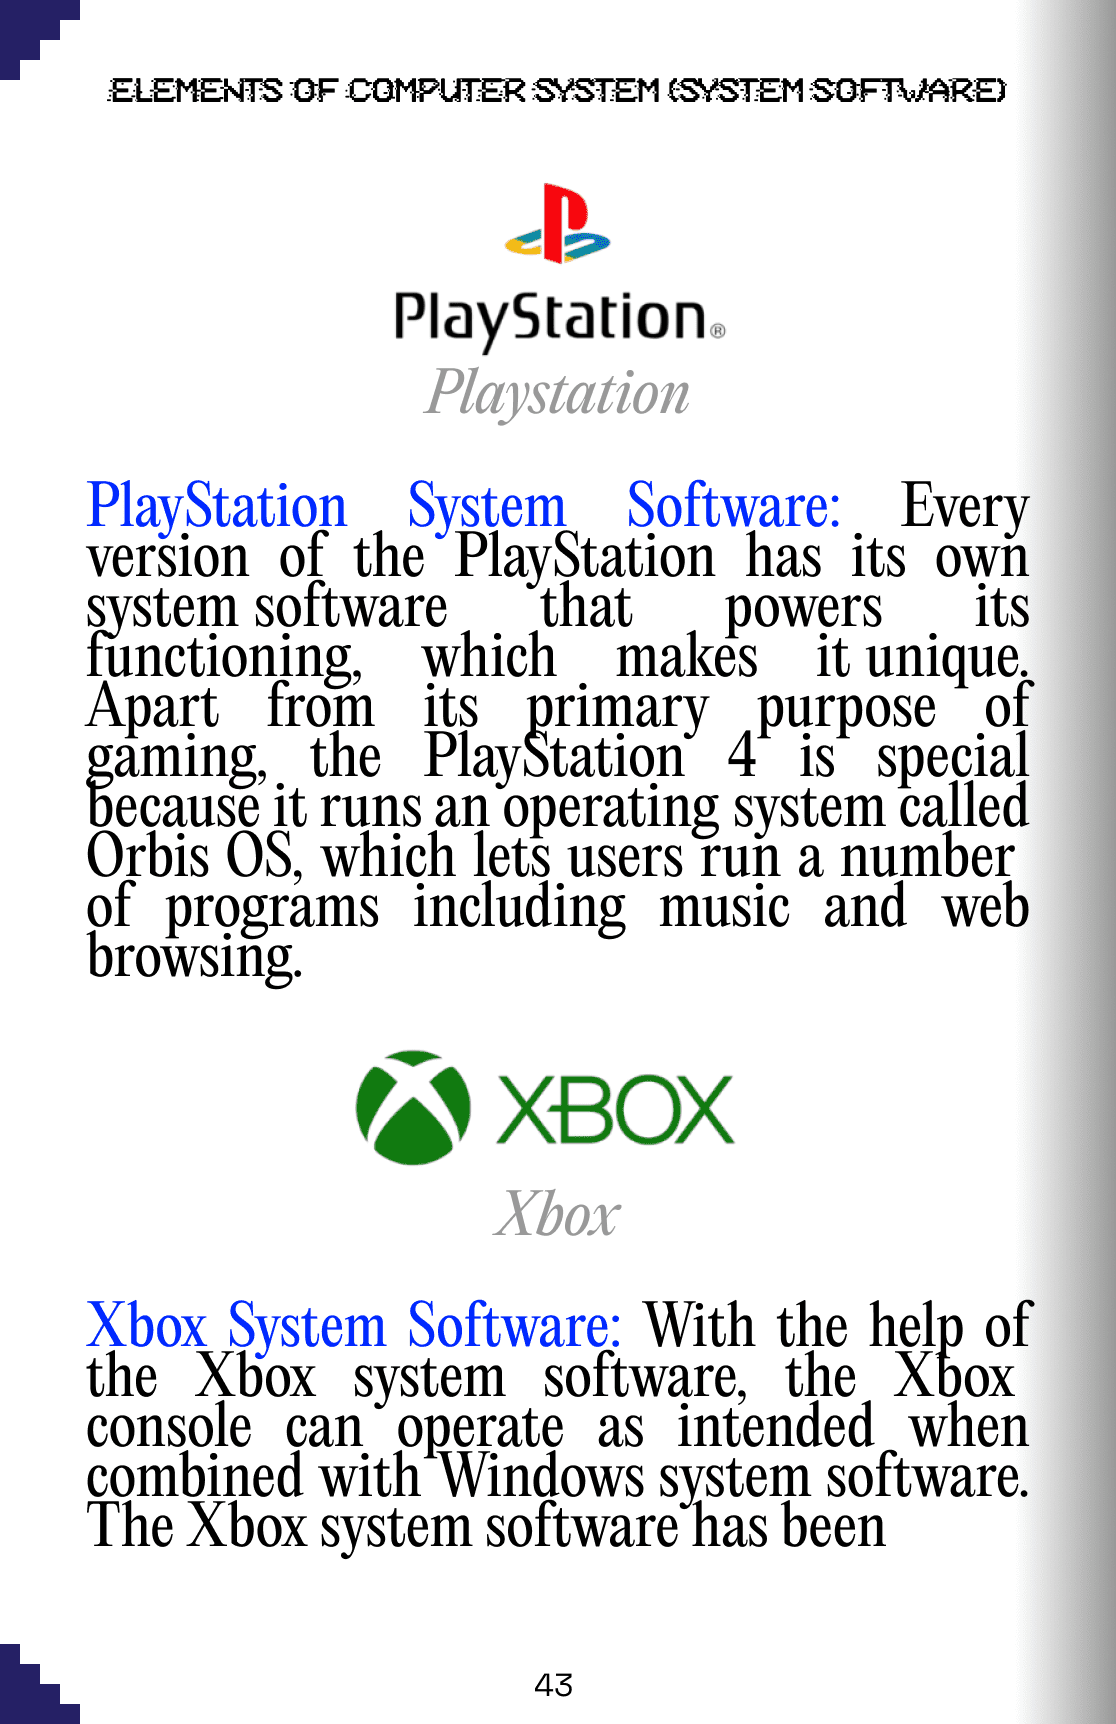 ELEMENTS OF COMPUTER SYSTEM (SYSTEM SOFTWARE)
PlayStation®
Playstation
PlayStation System Software: Every
version of the PlayStation has its own
system software that powers its
functioning, which makes it unique.
Apart from its primary purpose of
gaming, the PlayStation 4 is special
because it runs an operating system called
Orbis OS, which lets users run a number
of programs including music and web
browsing.
XBOX
Xbox
Xbox System Software: With the help of
the Xbox system software, the Xbox
console can operate as intended when
combined with Windows system software.
The Xbox system software has been
43